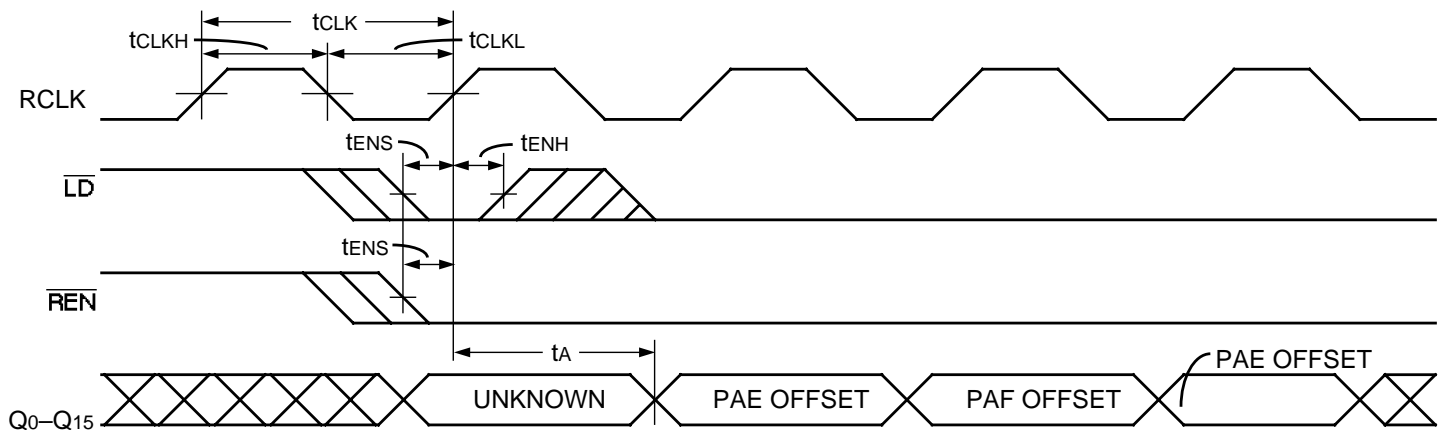 tCLK
tCLKH
tCLKL
RCLK
tENS
tENH
LD
tENS
REN
tA
PAE OFFSET
UNKNOWN
PAE OFFSET
PAF OFFSET
Q0–Q15